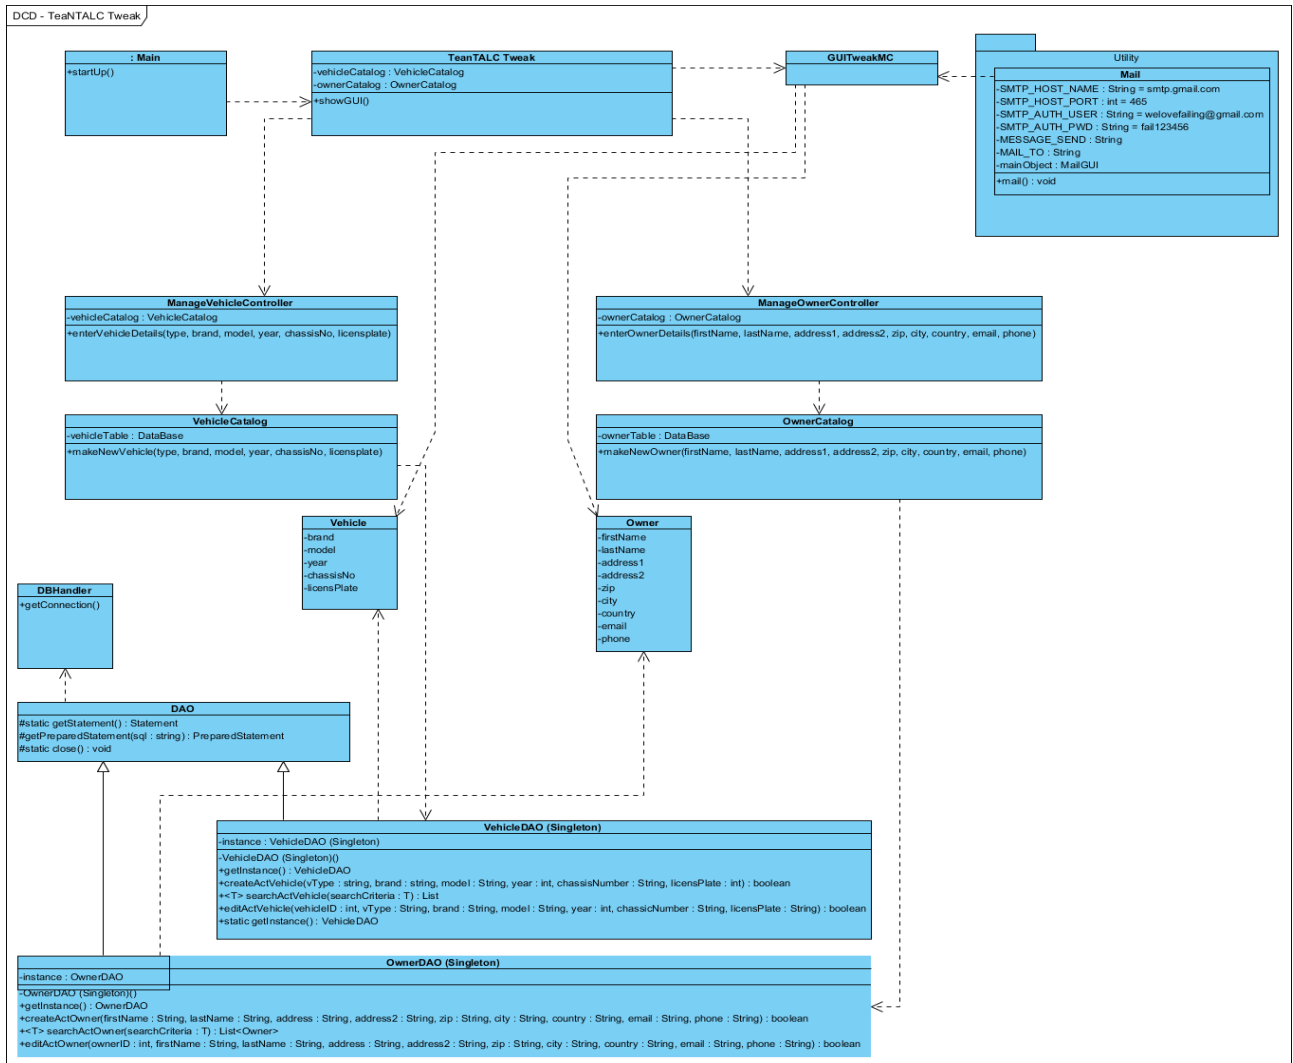 DCD - TeaNTALC Tweak
: Main
+startUp()
TeanTALC Tweak
-vehicleCatalog : VehicleCatalog
-ownerCatalog : OwnerCatalog
+showGUI()
GUITweakMC
Utility
Mail
-SMTP_HOST_NAME : String = smtp.gmail.com
-SMTP_HOST_PORT : int = 465
-SMTP_AUTH_USER : String = welovefailing@gmail.com
-SMTP_AUTH_PWD : String = fail123456
-MESSAGE_SEND : String
-MAIL_TO : String
-mainObject : MailGUI
+mail() : void
ManageVehicleController
-vehicleCatalog : VehicleCatalog
+enterVehicleDetails(type, brand, model, year, chassisNo, licensplate)
ManageOwnerController
-ownerCatalog : OwnerCatalog
+enterOwnerDetails(firstName, lastName, address1, address2, zip, city, country, email, phone)
VehicleCatalog
-vehicleTable : DataBase
+makeNewVehicle(type, brand, model, year, chassisNo, licensplate)
OwnerCatalog
-ownerTable : DataBase
+makeNewOwner(firstName, lastName, address1, address2, zip, city, country, email, phone)
Vehicle
-brand
-model
-year
-chassisNo
-licensPlate
Owner
-firstName
-lastName
-address1
-address2
-zip
-city
-country
-email
-phone
DBHandler
+getConnection()
DAO
#static getStatement() : Statement
#getPreparedStatement(sql : string) : PreparedStatement
#static close() : void
VehicleDAO (Singleton)
-instance : VehicleDAO (Singleton)
-VehicleDAO (Singleton)()
+getInstance() : VehicleDAO
+createActVehicle(vType : string, brand : string, model : String, year : int, chassisNumber : String, licensPlate : int) : boolean
+<T> searchActVehicle(searchCriteria : T) : List
+editActVehicle(vehicleID : int, vType : String, brand : String, model : String, year : int, chassicNumber : String, licensPlate : String) : boolean
+static getInstance() : VehicleDAO
OwnerDAO (Singleton)
-instance : OwnerDAO
-OwnerDAO (Singleton)()
+getInstance() : OwnerDAO
+createActOwner(firstName : String, lastName : String, address : String, address2 : String, zip : String, city : String, country : String, email : String, phone : String) : boolean
+<T> searchActOwner(searchCriteria : T) : List<Owner>
+editActOwner(ownerID : int, firstName : String, lastName : String, address : String, address2 : String, zip : String, city : String, country : String, email : String, phone : String) : boolean